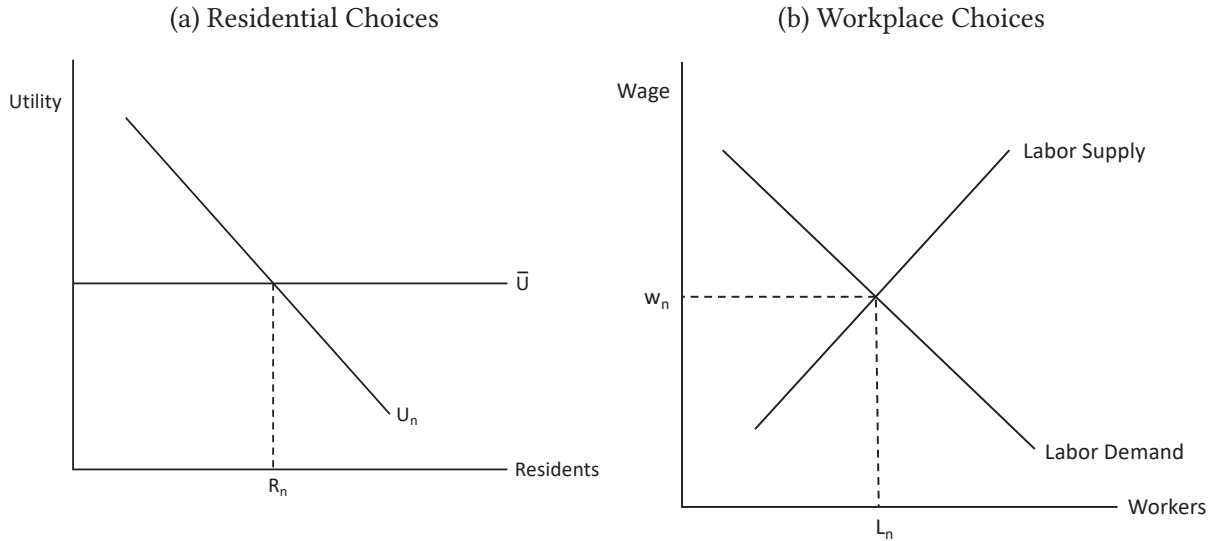 (a) Residential Choices
Utility
Ū
Uₙ
Residents
Rₙ
(b) Workplace Choices
Wage
Labor Supply
wₙ
Labor Demand
Workers
Lₙ